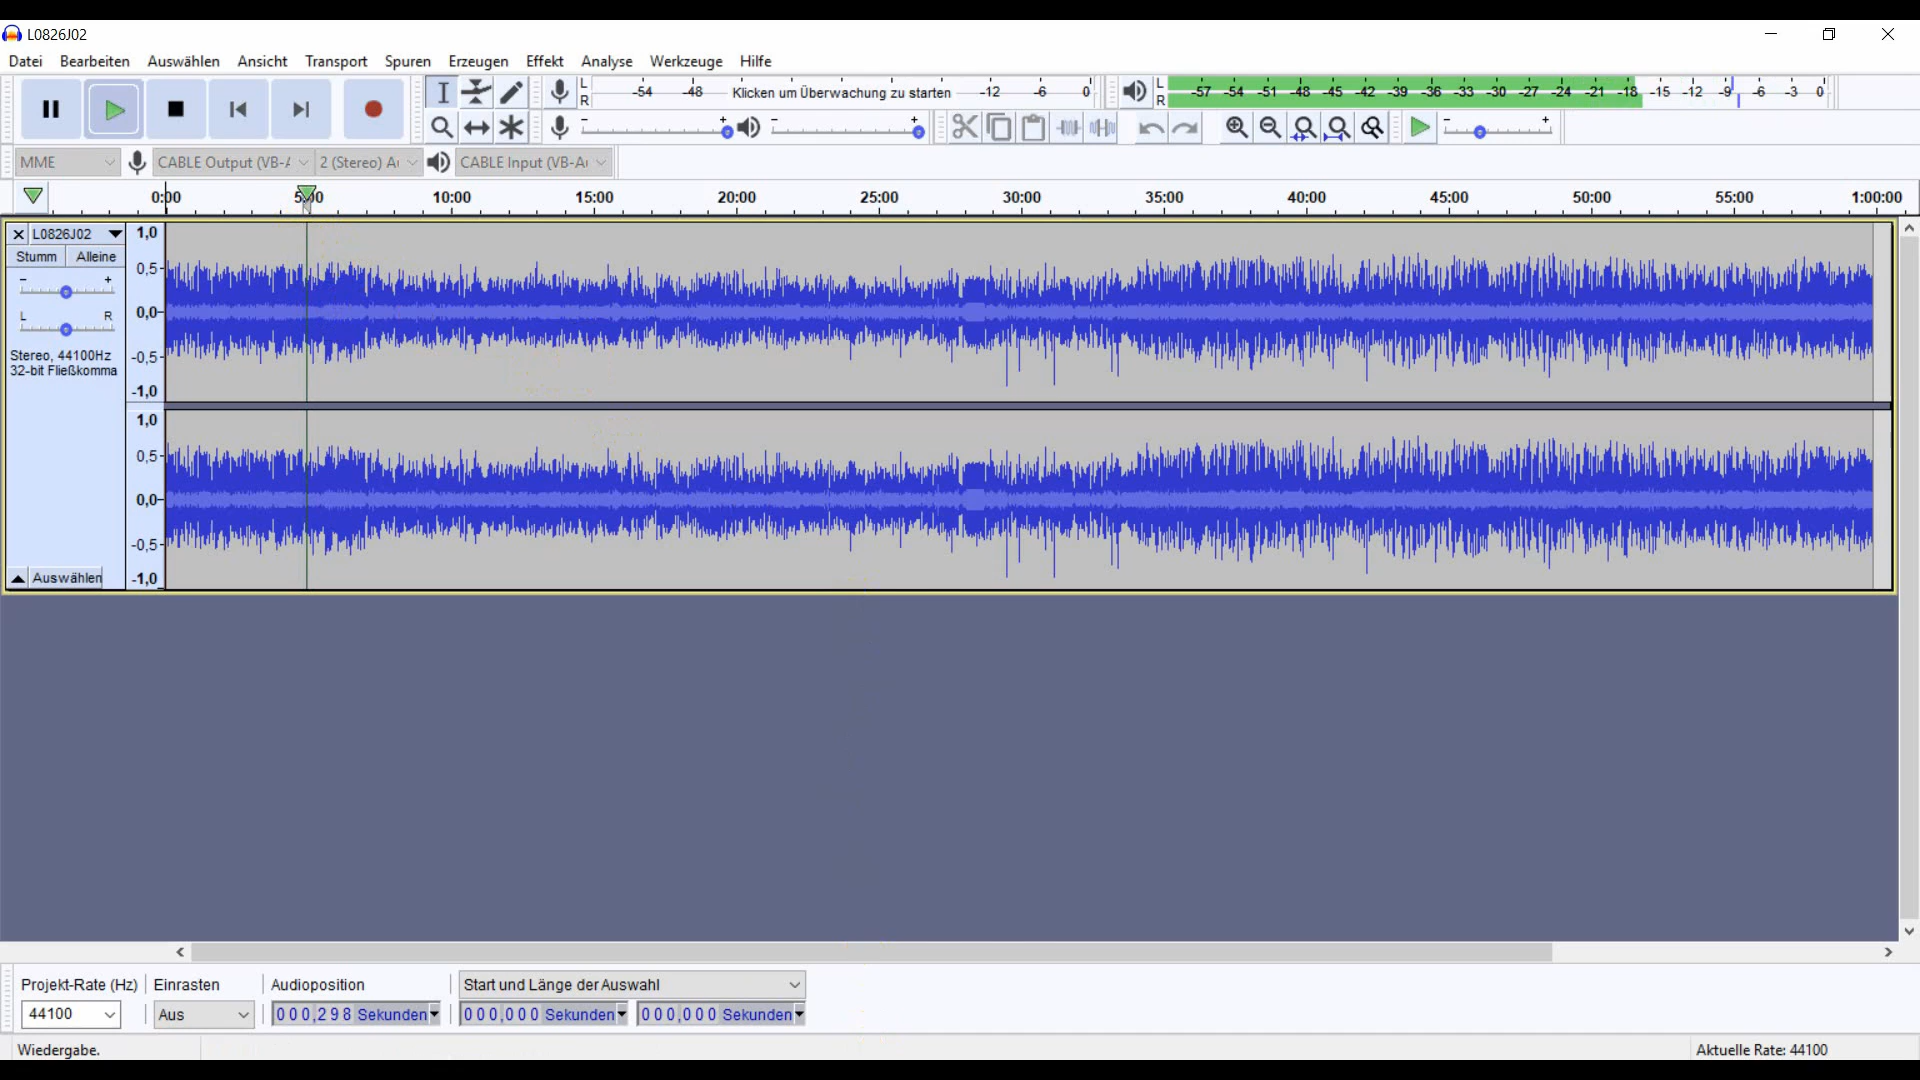 L0826J02
Datei Bearbeiten Auswählen Ansicht Transport Spuren Erzeugen Effekt Analyse Werkzeuge Hilfe
L R -54 -48 Klicken um Überwachung zu starten -12 -6 0 L R -57 -54 -51 -48 -45 -42 -39 -36 -33 -30 -27 -24 -21 -18 -15 -12 -9 -6 -3 0
- + - + - +
MME CABLE Output (VB-A 2 (Stereo) Au CABLE Input (VB-Au
0:00 5:00 10:00 15:00 20:00 25:00 30:00 35:00 40:00 45:00 50:00 55:00 1:00:00
L0826J02 1,0
Stumm Alleine
- + 0,5-
L R 0,0-
Stereo, 44100Hz -0,5-
32-bit Fließkomma
-1,0
1,0
0,5-
0,0-
-0,5-
Auswählen -1,0
Projekt-Rate (Hz) Einrasten Audioposition Start und Länge der Auswahl
44100 Aus 000,298 Sekunden 000,000 Sekunden 000,000 Sekunden
Wiedergabe. Aktuelle Rate: 44100